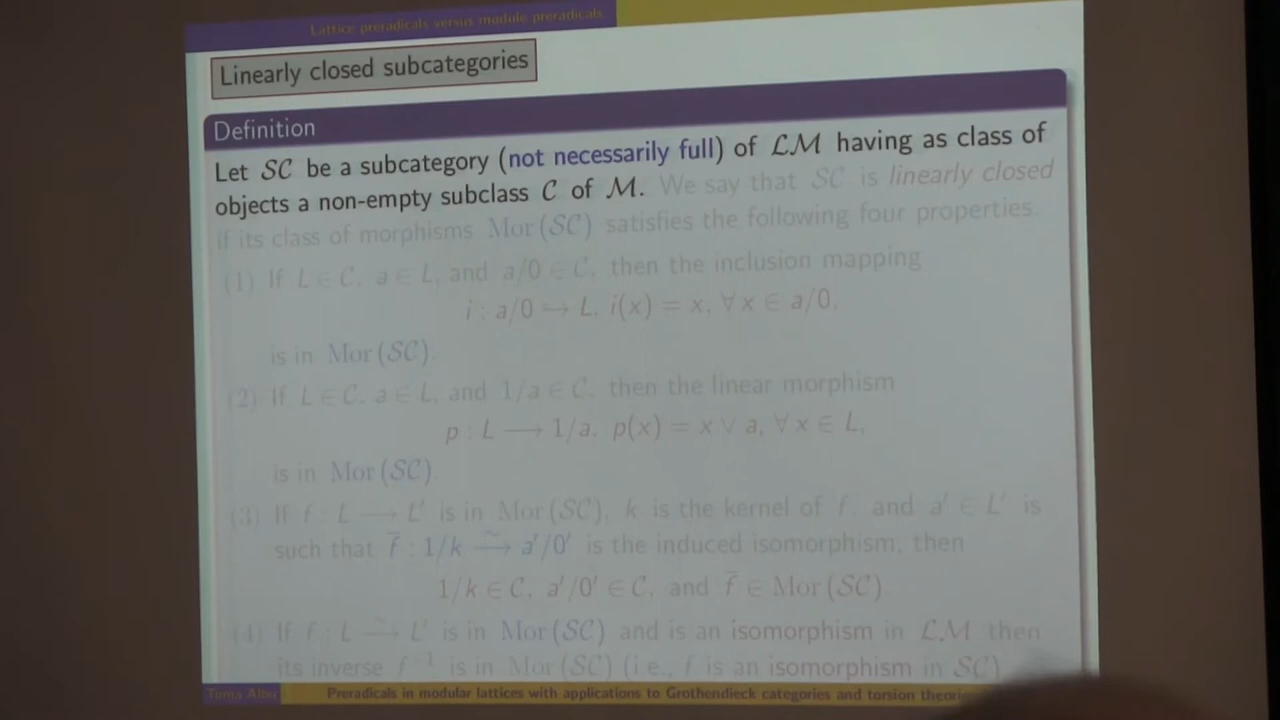 Lattice preradicals versus module preradicals
Linearly closed subcategories
Definition
Let 𝒮𝒞 be a subcategory (not necessarily full) of ℒℳ having as class of
objects a non-empty subclass 𝒞 of ℳ. We say that 𝒮𝒞 is linearly closed
if its class of morphisms Mor(𝒮𝒞) satisfies the following four properties.
(1) If L ∈ 𝒞, a ∈ L, and a/0 ∈ 𝒞, then the inclusion mapping
i : a/0 ↪ L, i(x) = x, ∀ x ∈ a/0,
is in Mor(𝒮𝒞).
(2) If L ∈ 𝒞, a ∈ L, and 1/a ∈ 𝒞, then the linear morphism
p : L ⟶ 1/a, p(x) = x ∨ a, ∀ x ∈ L,
is in Mor(𝒮𝒞).
(3) If f : L ⟶ L′ is in Mor(𝒮𝒞), k is the kernel of f, and a′ ∈ L′ is
such that f̄ : 1/k ⥲ a′/0′ is the induced isomorphism, then
1/k ∈ 𝒞, a′/0′ ∈ 𝒞, and f̄ ∈ Mor(𝒮𝒞)
(4) If f : L ⥲ L′ is in Mor(𝒮𝒞) and is an isomorphism in ℒℳ then
its inverse f⁻¹ is in Mor(𝒮𝒞) (i.e., f is an isomorphism in 𝒮𝒞)
Toma Albu Preradicals in modular lattices with applications to Grothendieck categories and torsion